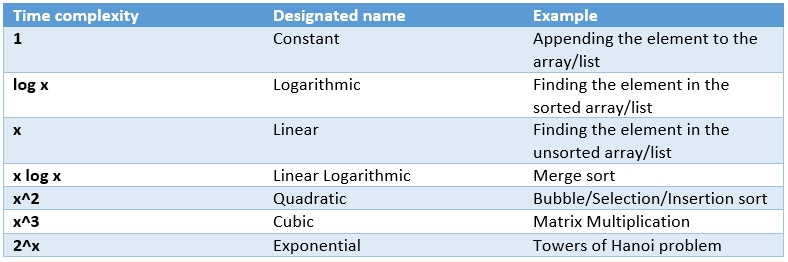 Time complexity Designated name Example
1 Constant Appending the element to the
array/list
log x Logarithmic Finding the element in the
sorted array/list
x Linear Finding the element in the
unsorted array/list
x log x Linear Logarithmic Merge sort
x^2 Quadratic Bubble/Selection/Insertion sort
x^3 Cubic Matrix Multiplication
2^x Exponential Towers of Hanoi problem